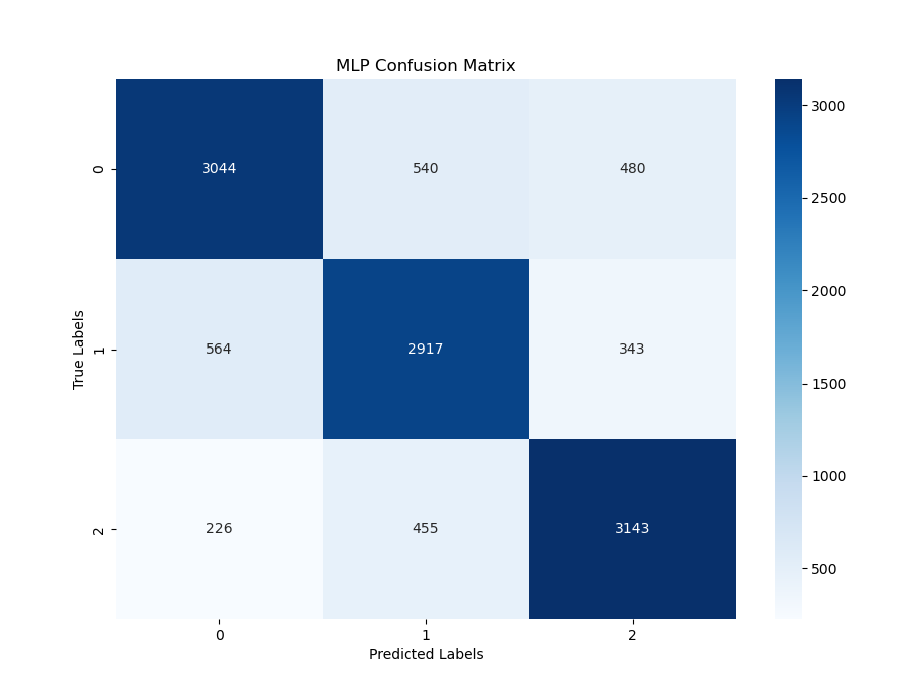 MLP Confusion Matrix
0 3044 540 480
1 564 2917 343
2 226 455 3143
0 1 2
Predicted Labels
True Labels
3000
2500
2000
1500
1000
500